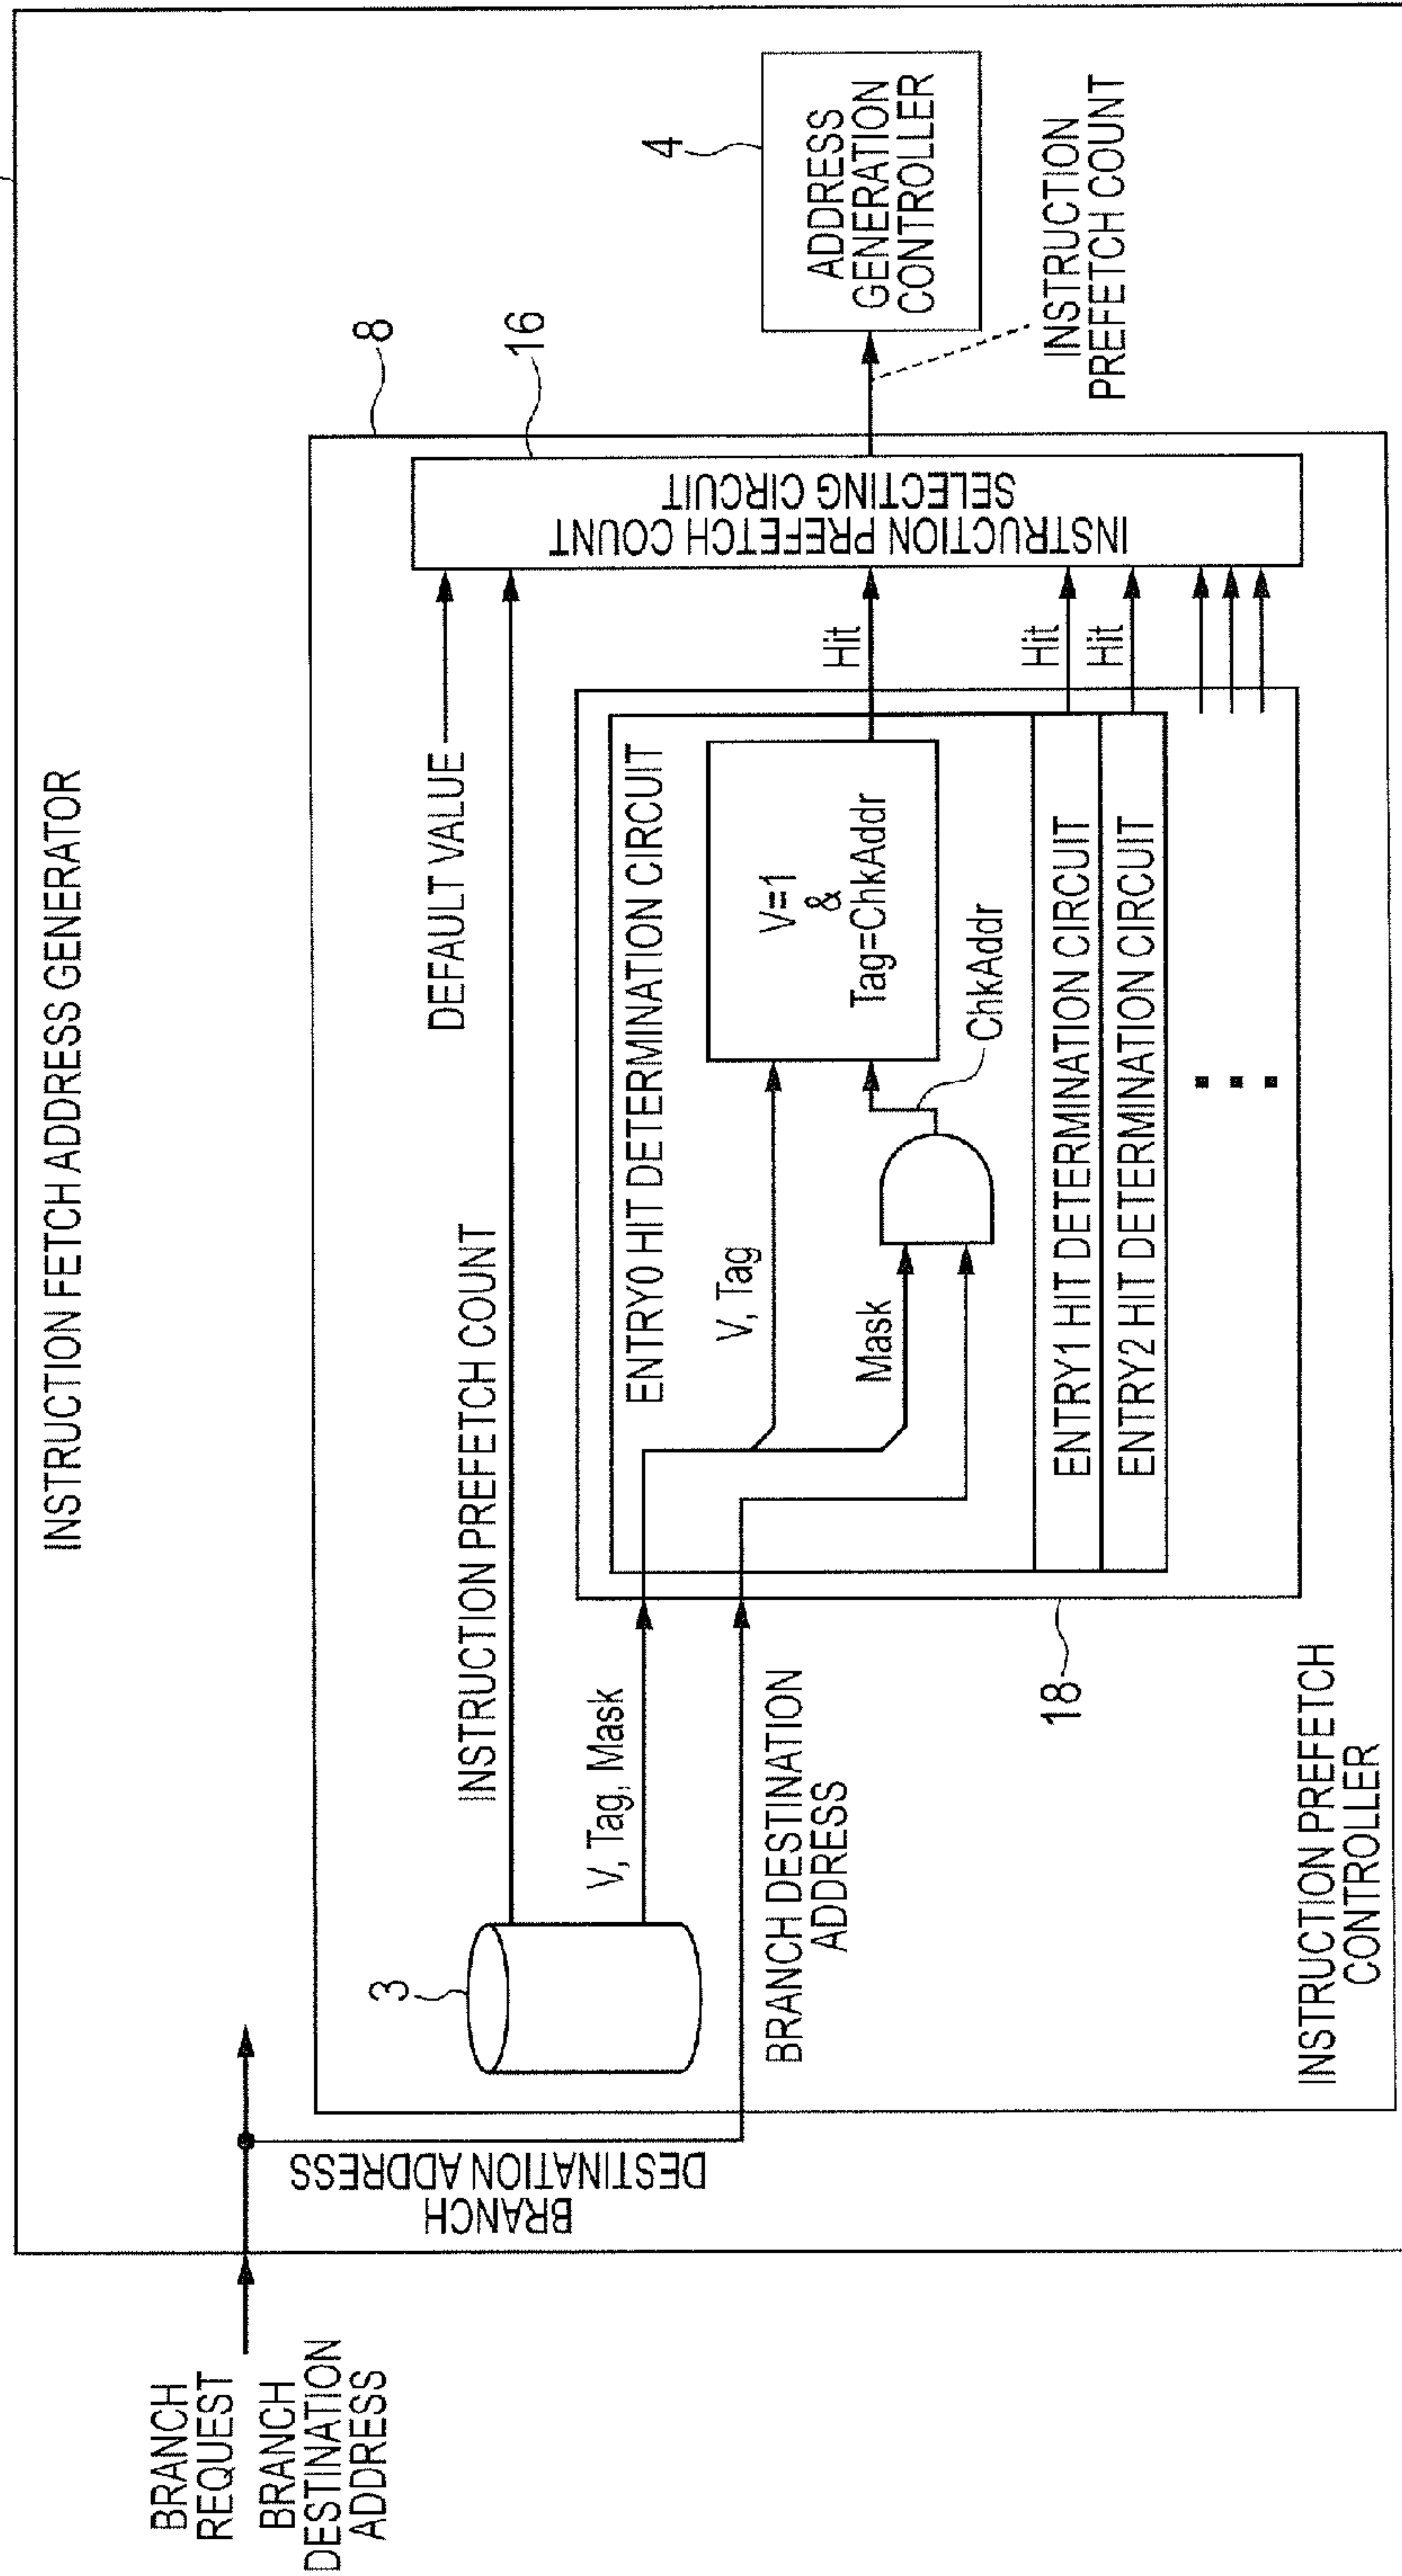 INSTRUCTION FETCH ADDRESS GENERATOR
BRANCH
REQUEST
BRANCH
DESTINATION
ADDRESS
BRANCH
DESTINATION ADDRESS
8
16
4
3
DEFAULT VALUE
INSTRUCTION PREFETCH COUNT
V, Tag, Mask
BRANCH DESTINATION
ADDRESS
ENTRY0 HIT DETERMINATION CIRCUIT
V, Tag
Mask
V=1
&
Tag=ChkAddr
ChkAddr
ENTRY1 HIT DETERMINATION CIRCUIT
ENTRY2 HIT DETERMINATION CIRCUIT
Hit
Hit
Hit
INSTRUCTION PREFETCH COUNT
SELECTING CIRCUIT
ADDRESS
GENERATION
CONTROLLER
INSTRUCTION
PREFETCH COUNT
18
INSTRUCTION PREFETCH
CONTROLLER